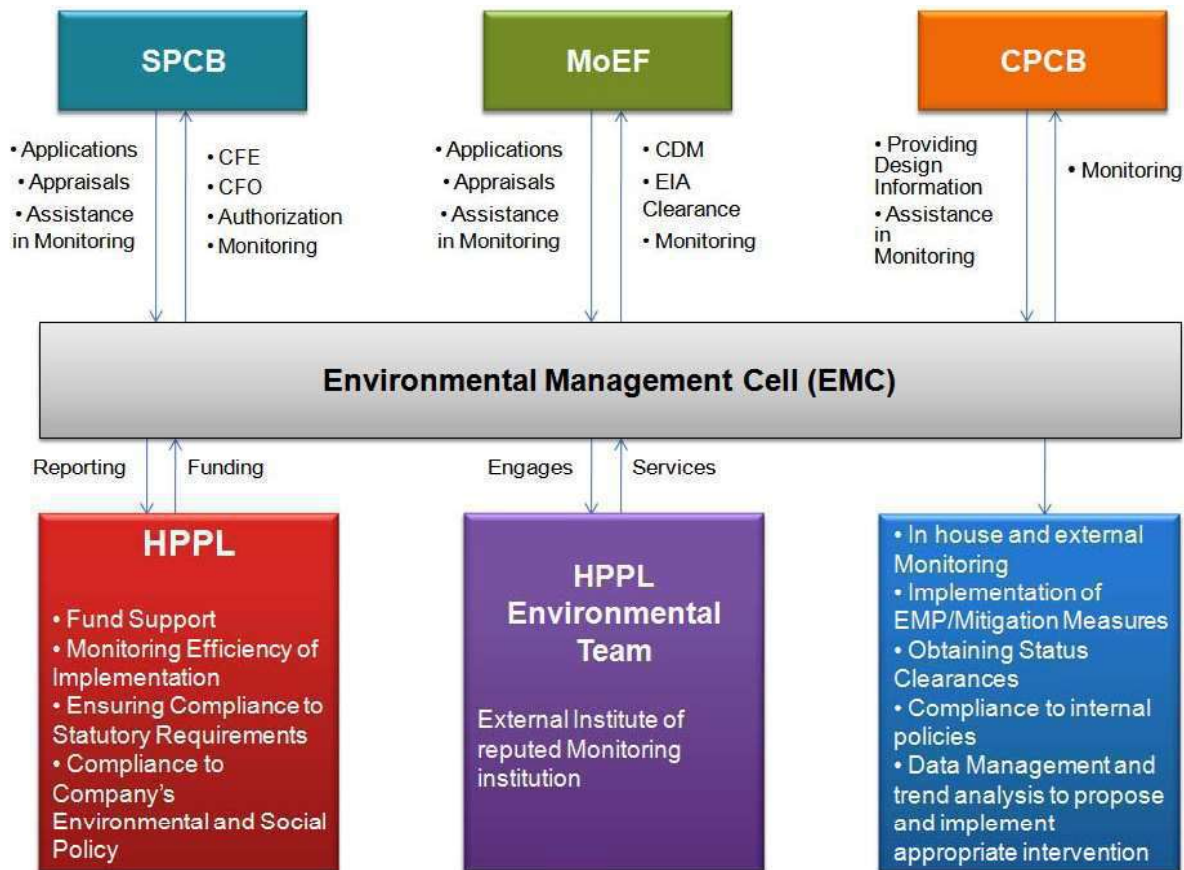 SPCB
MoEF
CPCB
• Applications
• Appraisals
• Assistance
in Monitoring
• CFE
• CFO
• Authorization
• Monitoring
• Applications
• Appraisals
• Assistance
in Monitoring
• CDM
• EIA
Clearance
• Monitoring
• Providing
Design
Information
• Assistance
in
Monitoring
• Monitoring
Environmental Management Cell (EMC)
Reporting
Funding
Engages
Services
HPPL
• Fund Support
• Monitoring Efficiency of
Implementation
• Ensuring Compliance to
Statutory Requirements
• Compliance to
Company's
Environmental and Social
Policy
HPPL
Environmental
Team
External Institute of
reputed Monitoring
institution
• In house and external
Monitoring
• Implementation of
EMP/Mitigation Measures
• Obtaining Status
Clearances
• Compliance to internal
policies
• Data Management and
trend analysis to propose
and implement
appropriate intervention